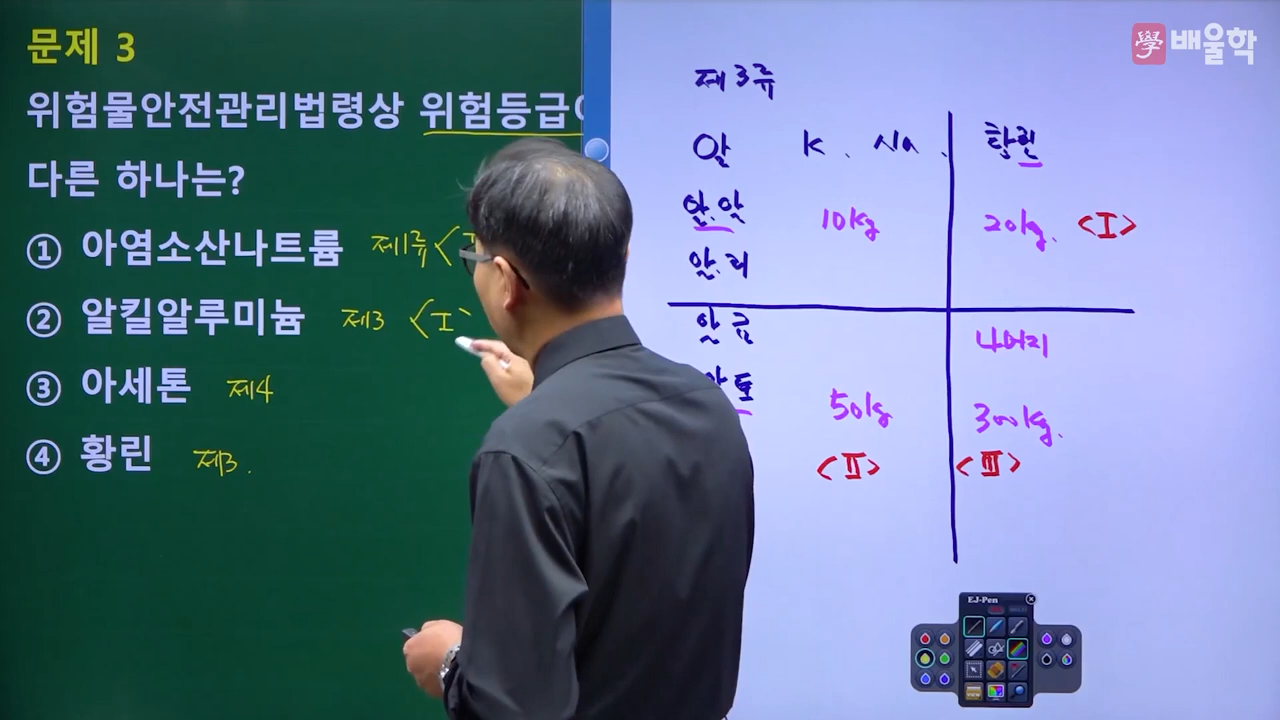 문제 3
위험물안전관리법령상 위험등급이
다른 하나는?
① 아염소산나트륨 제1류 <I
② 알킬알루미늄 제3 <I>
③ 아세톤 제4
④ 황린 제3.
學 배울학
제3류
알 K. Na. 황린
알.알 10kg 20kg. <I>
알.리
알금 나머지
알토 50kg 300kg.
<II> <III>
EJ-Pen